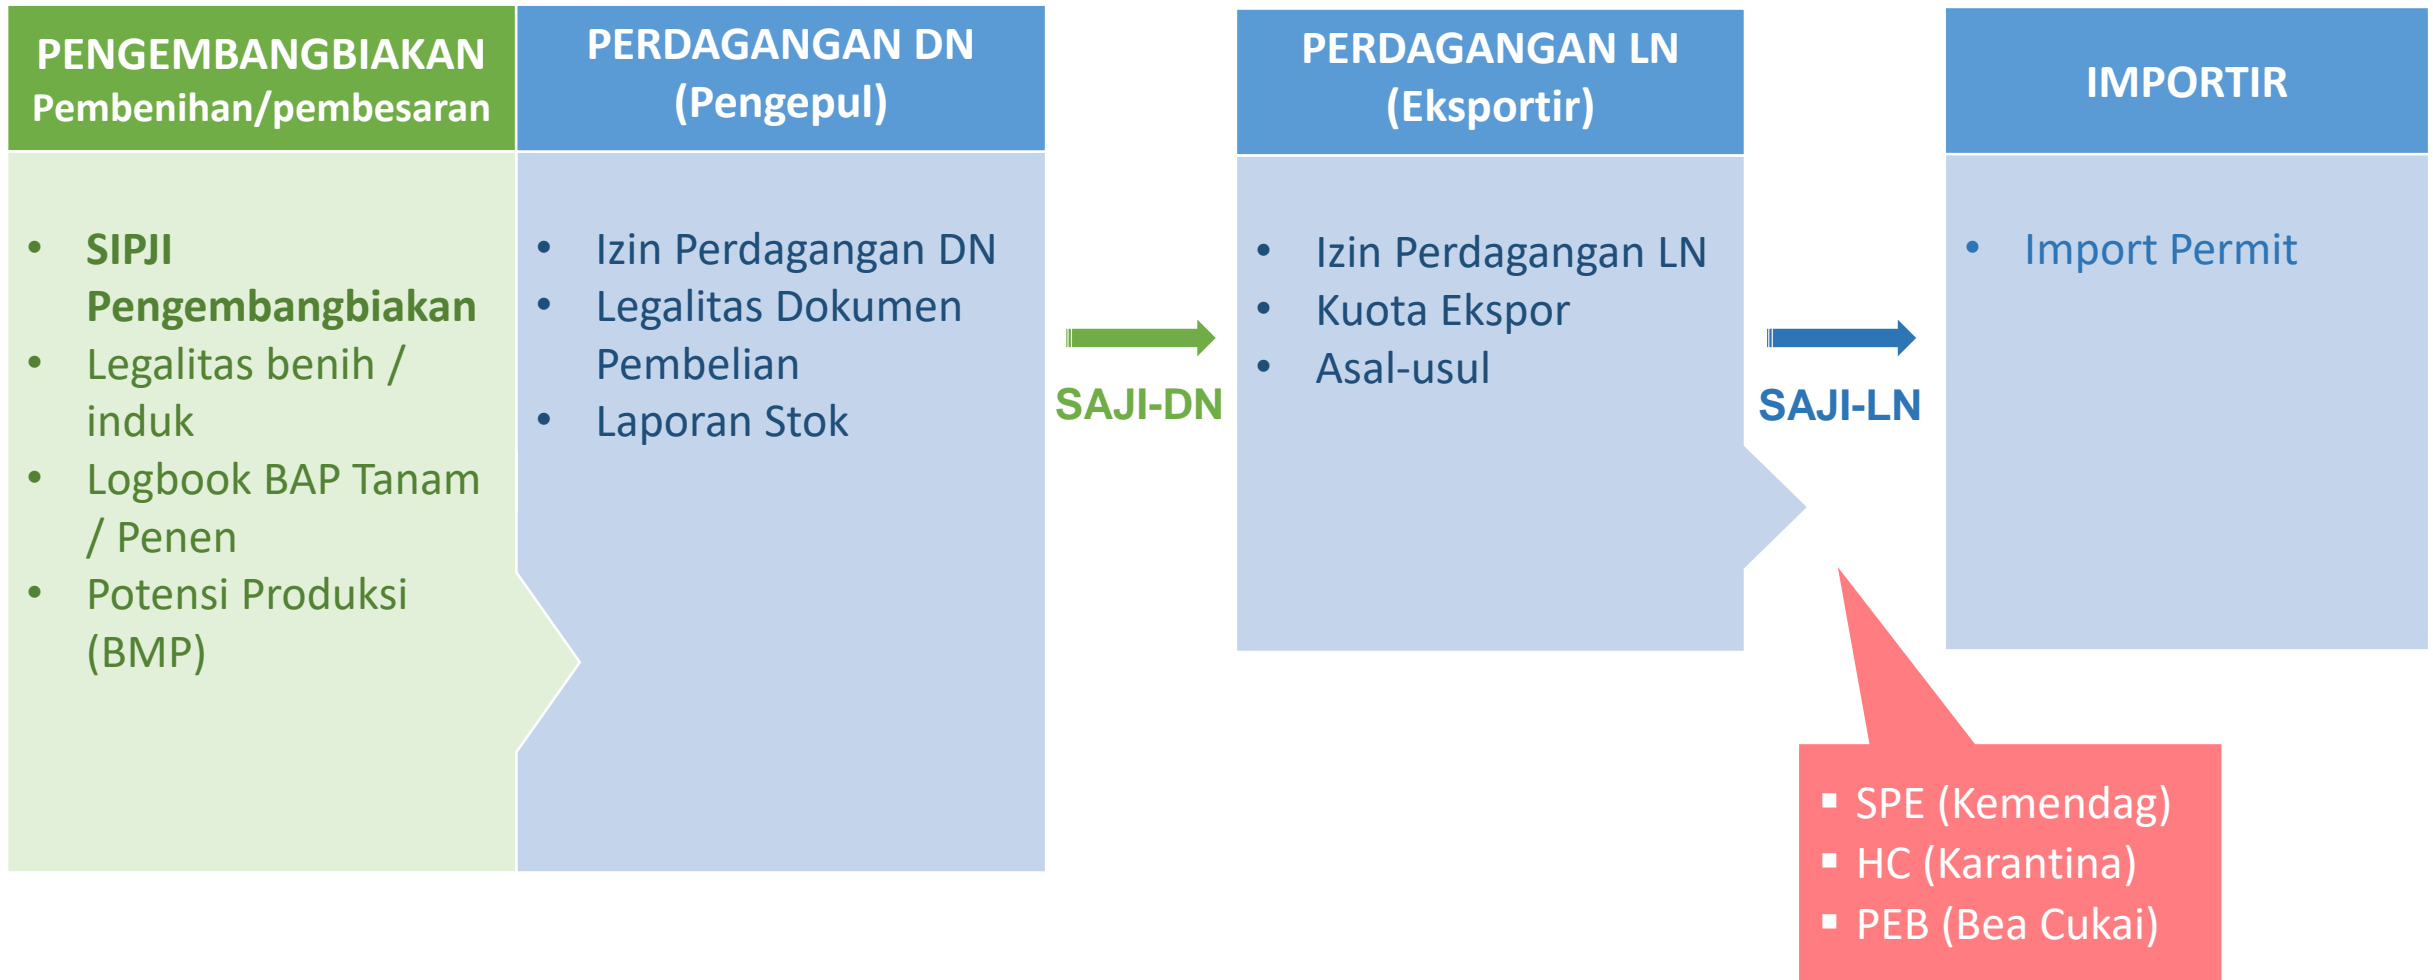 PENGEMBANGBIAKAN
Pembenihan/pembesaran
• SIPJI
Pengembangbiakan
• Legalitas benih /
induk
• Logbook BAP Tanam
/ Penen
• Potensi Produksi
(BMP)
PERDAGANGAN DN
(Pengepul)
• Izin Perdagangan DN
• Legalitas Dokumen
Pembelian
• Laporan Stok
SAJI-DN
PERDAGANGAN LN
(Eksportir)
• Izin Perdagangan LN
• Kuota Ekspor
• Asal-usul
SAJI-LN
IMPORTIR
• Import Permit
▪ SPE (Kemendag)
▪ HC (Karantina)
▪ PEB (Bea Cukai)